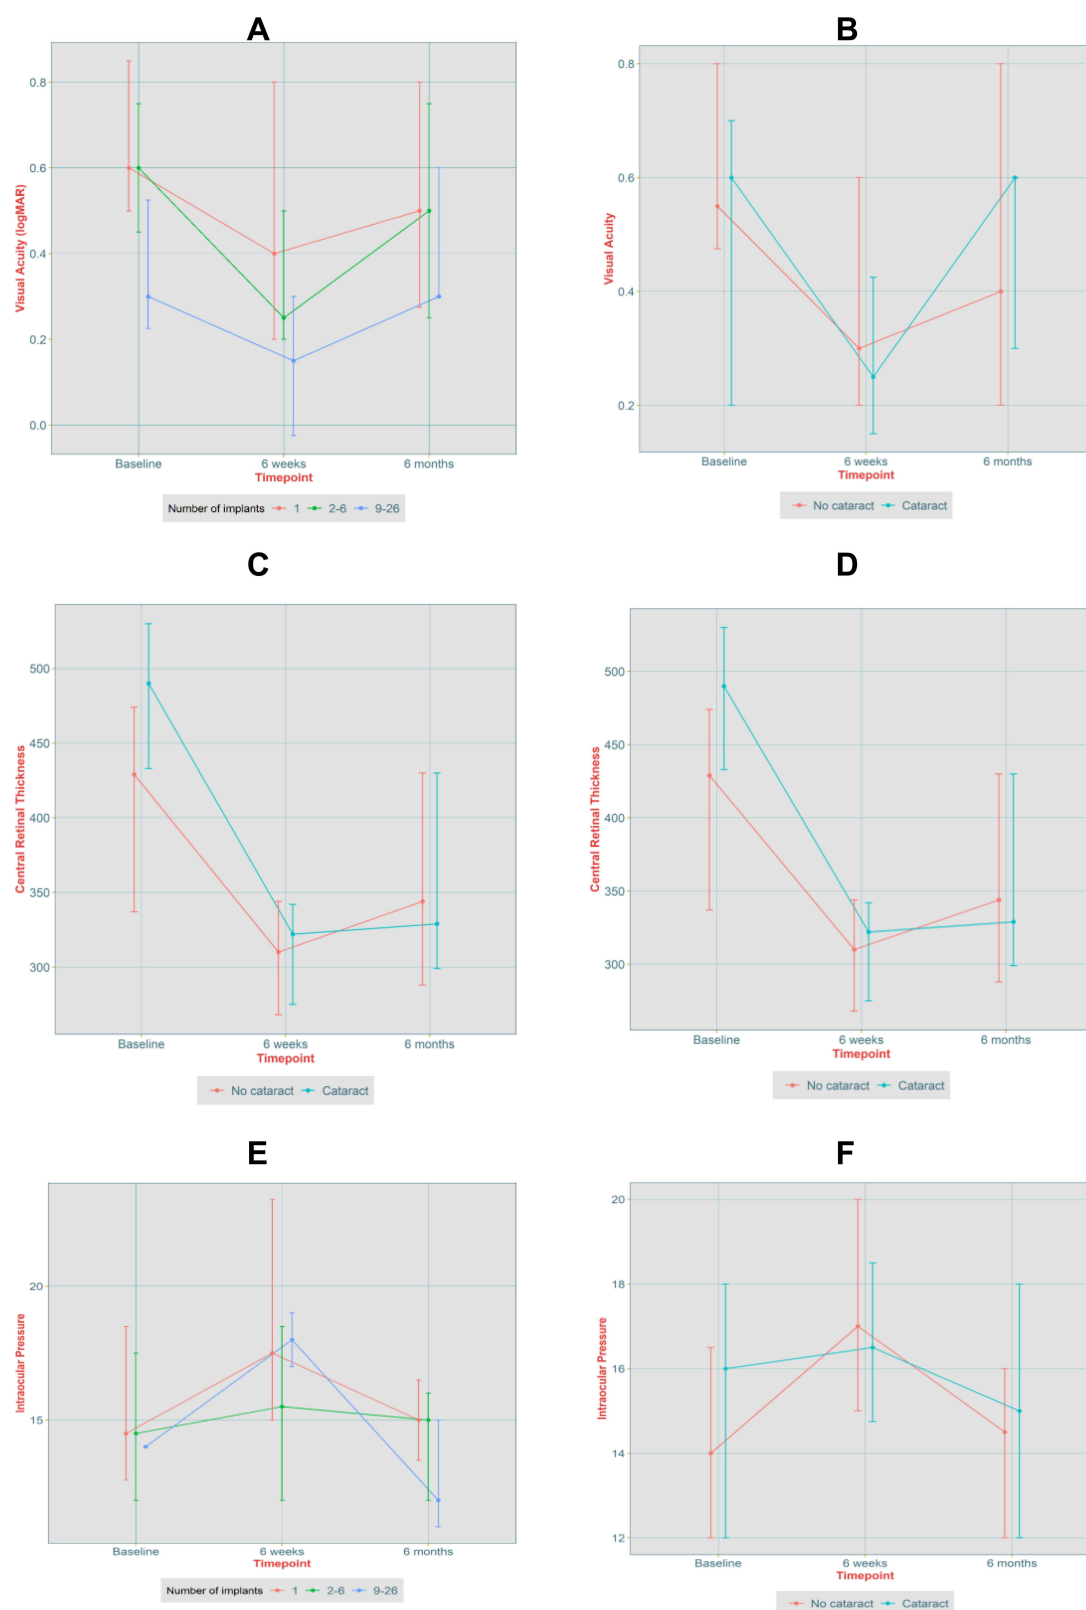 A
0.8
0.6
0.4
0.2
0.0
Visual Acuity (logMAR)
Baseline 6 weeks 6 months
Timepoint
Number of implants 1 2-6 9-26
B
0.8
0.6
0.4
0.2
Visual Acuity
Baseline 6 weeks 6 months
Timepoint
No cataract Cataract
C
500
450
400
350
300
Central Retinal Thickness
Baseline 6 weeks 6 months
Timepoint
No cataract Cataract
D
500
450
400
350
300
Central Retinal Thickness
Baseline 6 weeks 6 months
Timepoint
No cataract Cataract
E
20
15
Intraocular Pressure
Baseline 6 weeks 6 months
Timepoint
Number of implants 1 2-6 9-26
F
20
18
16
14
12
Intraocular Pressure
Baseline 6 weeks 6 months
Timepoint
No cataract Cataract